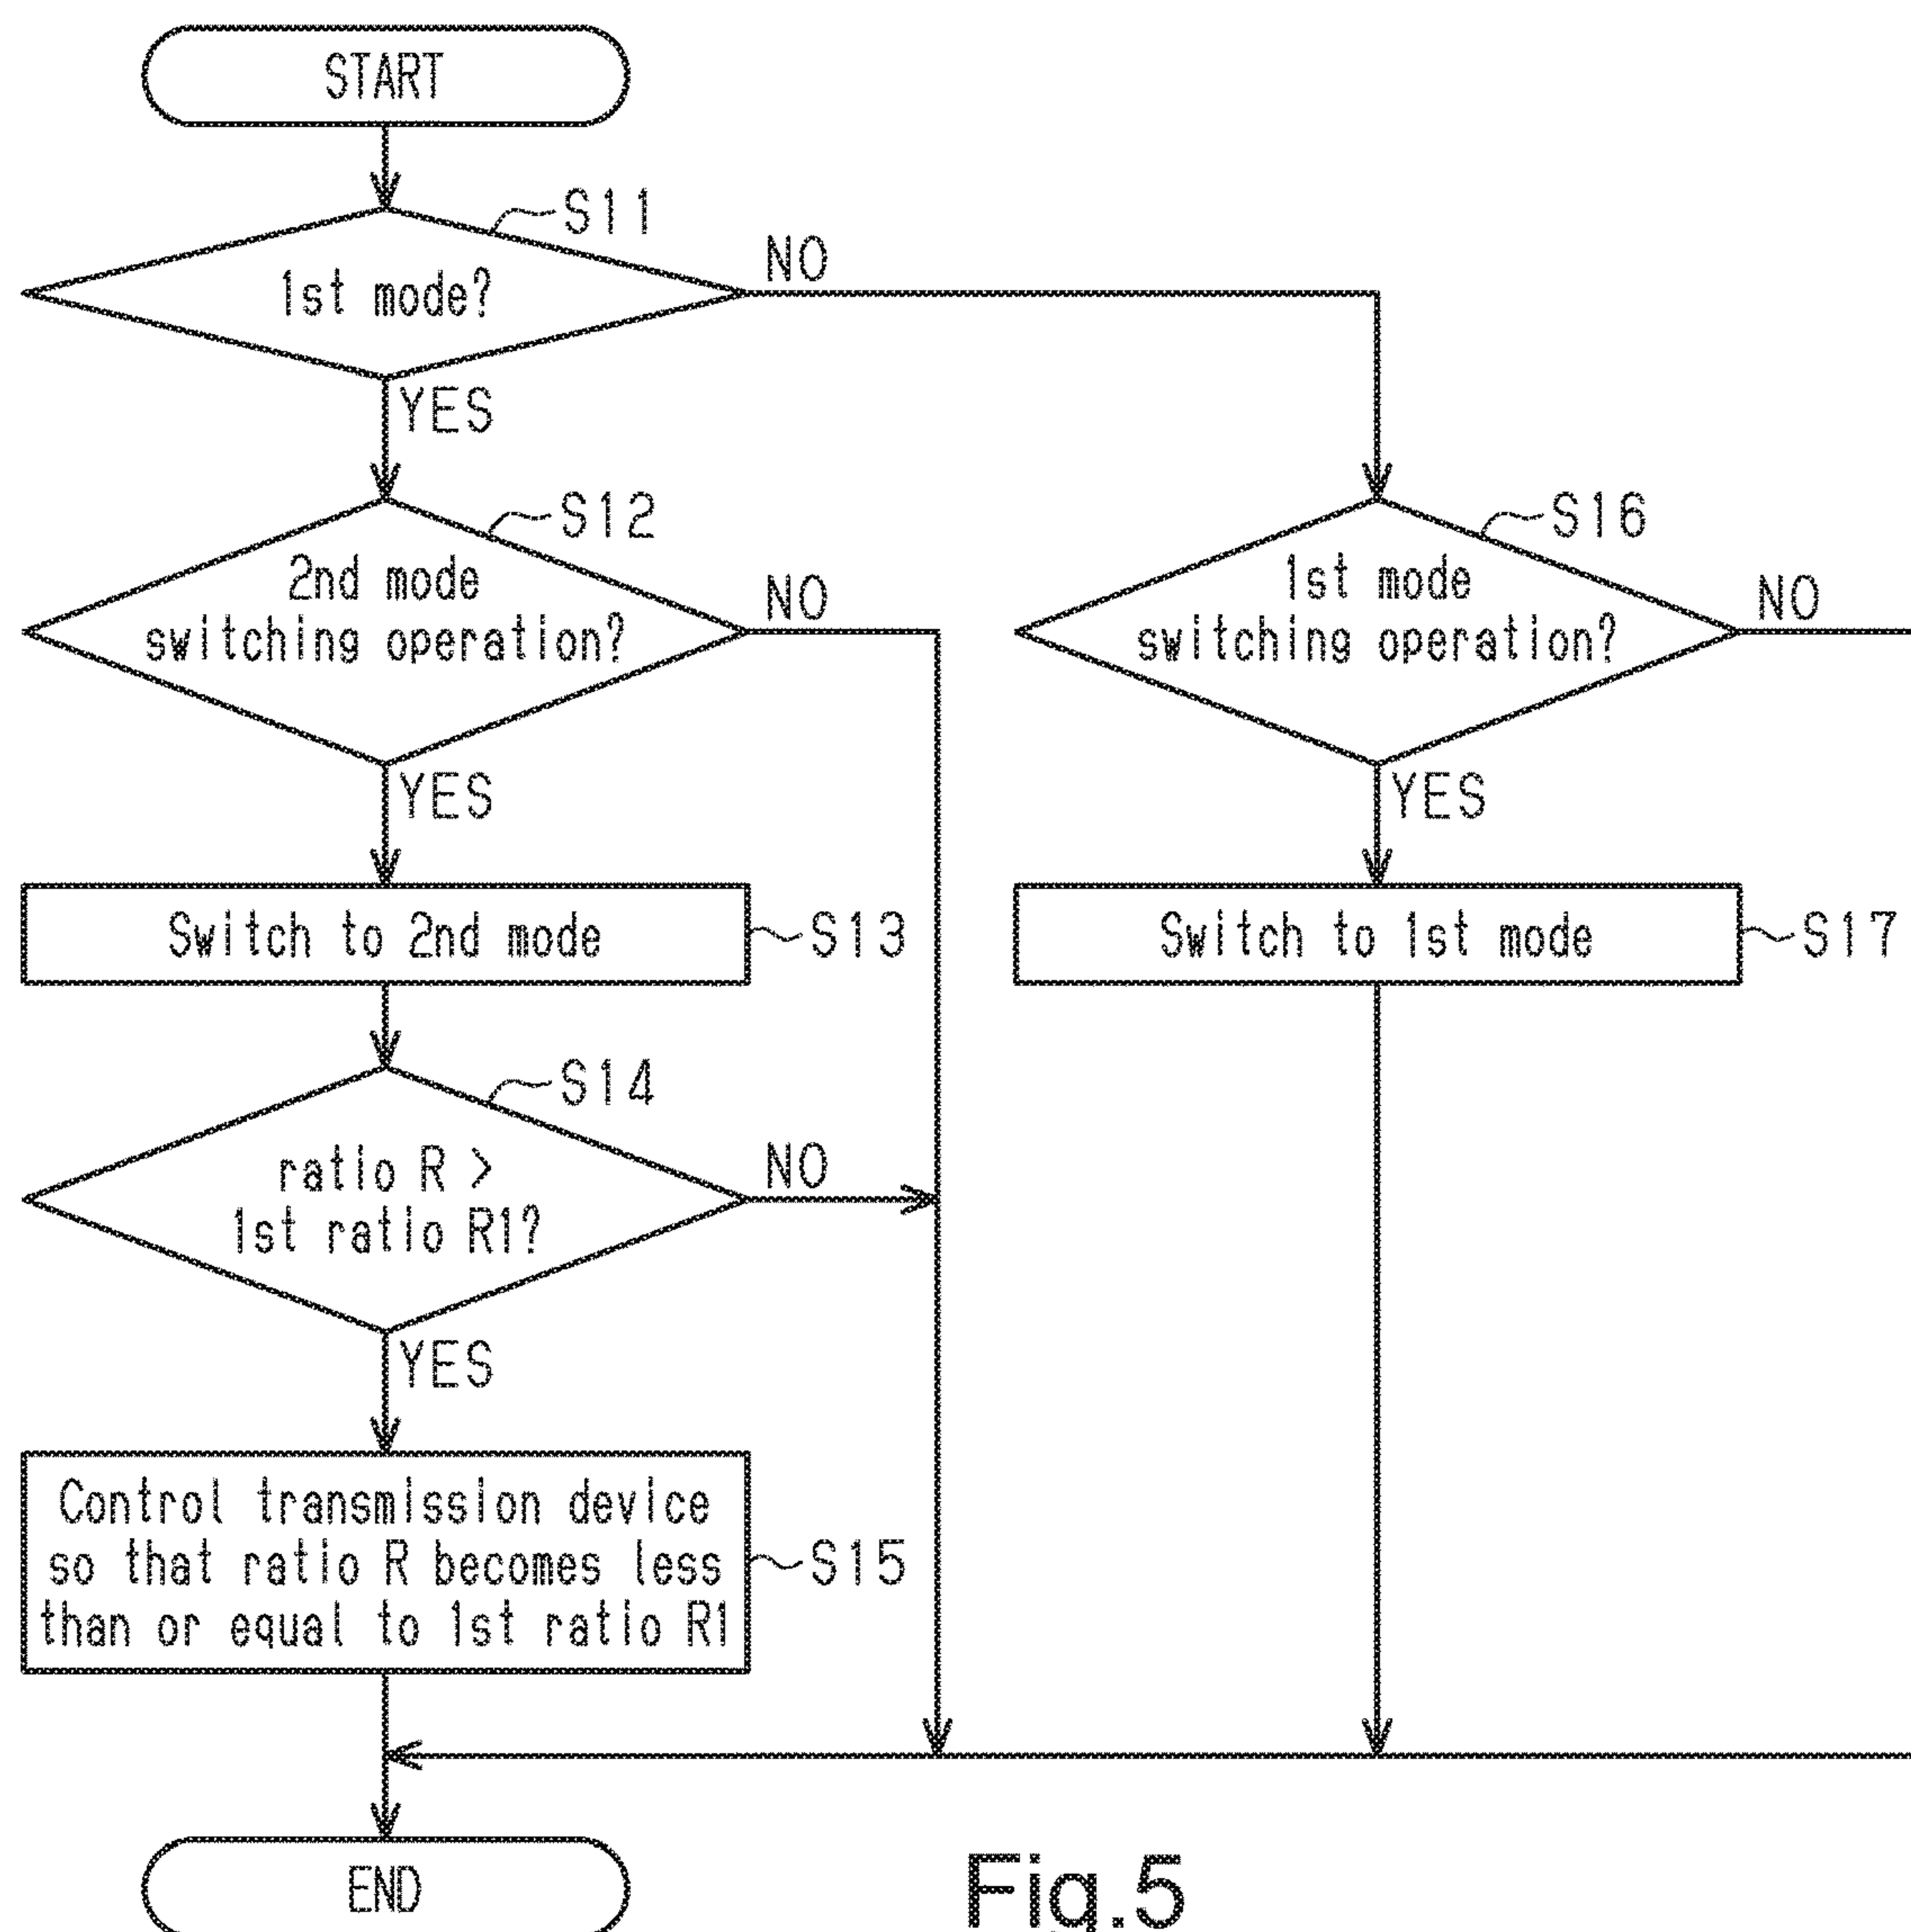 START
S11
1st mode?
NO
YES
S12
2nd mode
switching operation?
NO
YES
S16
1st mode
switching operation?
NO
YES
Switch to 2nd mode
S13
Switch to 1st mode
S17
S14
ratio R >
1st ratio R1?
NO
YES
Control transmission device
so that ratio R becomes less
than or equal to 1st ratio R1
S15
END
Fig.5